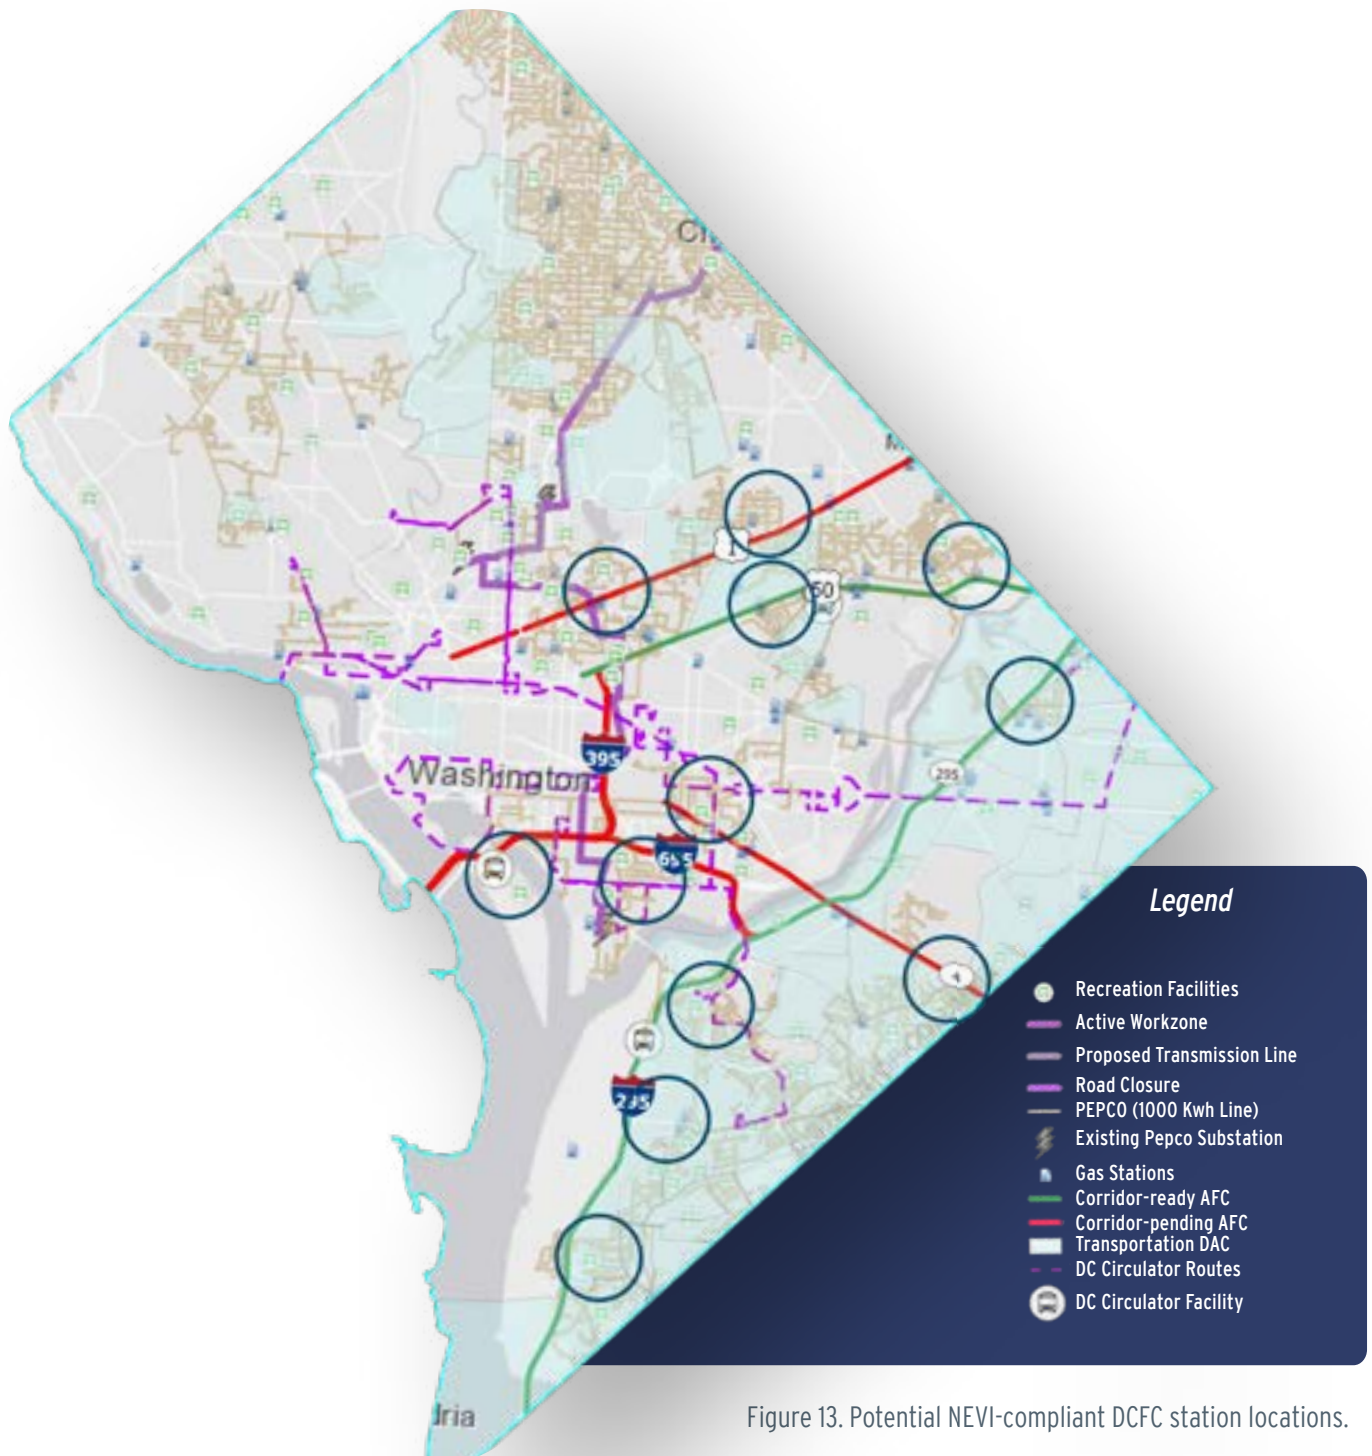 1
50
395
Washington
295
695
4
295
Legend
Recreation Facilities
Active Workzone
Proposed Transmission Line
Road Closure
PEPCO (1000 Kwh Line)
Existing Pepco Substation
Gas Stations
Corridor-ready AFC
Corridor-pending AFC
Transportation DAC
DC Circulator Routes
DC Circulator Facility
dria
Figure 13. Potential NEVI-compliant DCFC station locations.